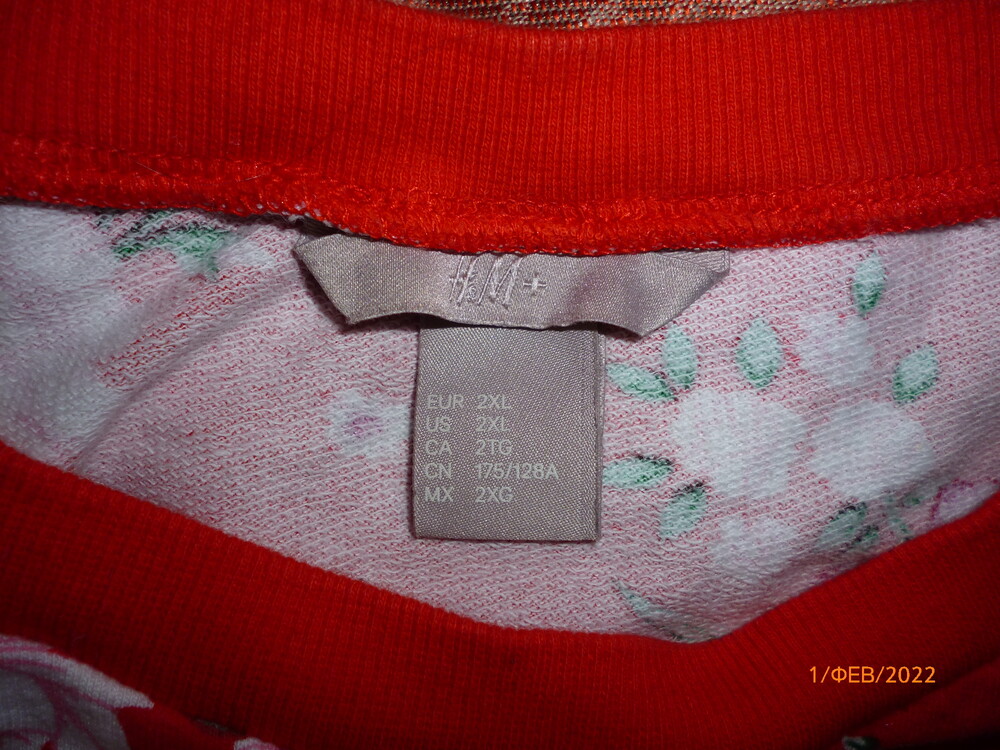 H&M+
EUR 2XL
US 2XL
CA 2TG
CN 175/128A
MX 2XG
1/ФЕВ/2022